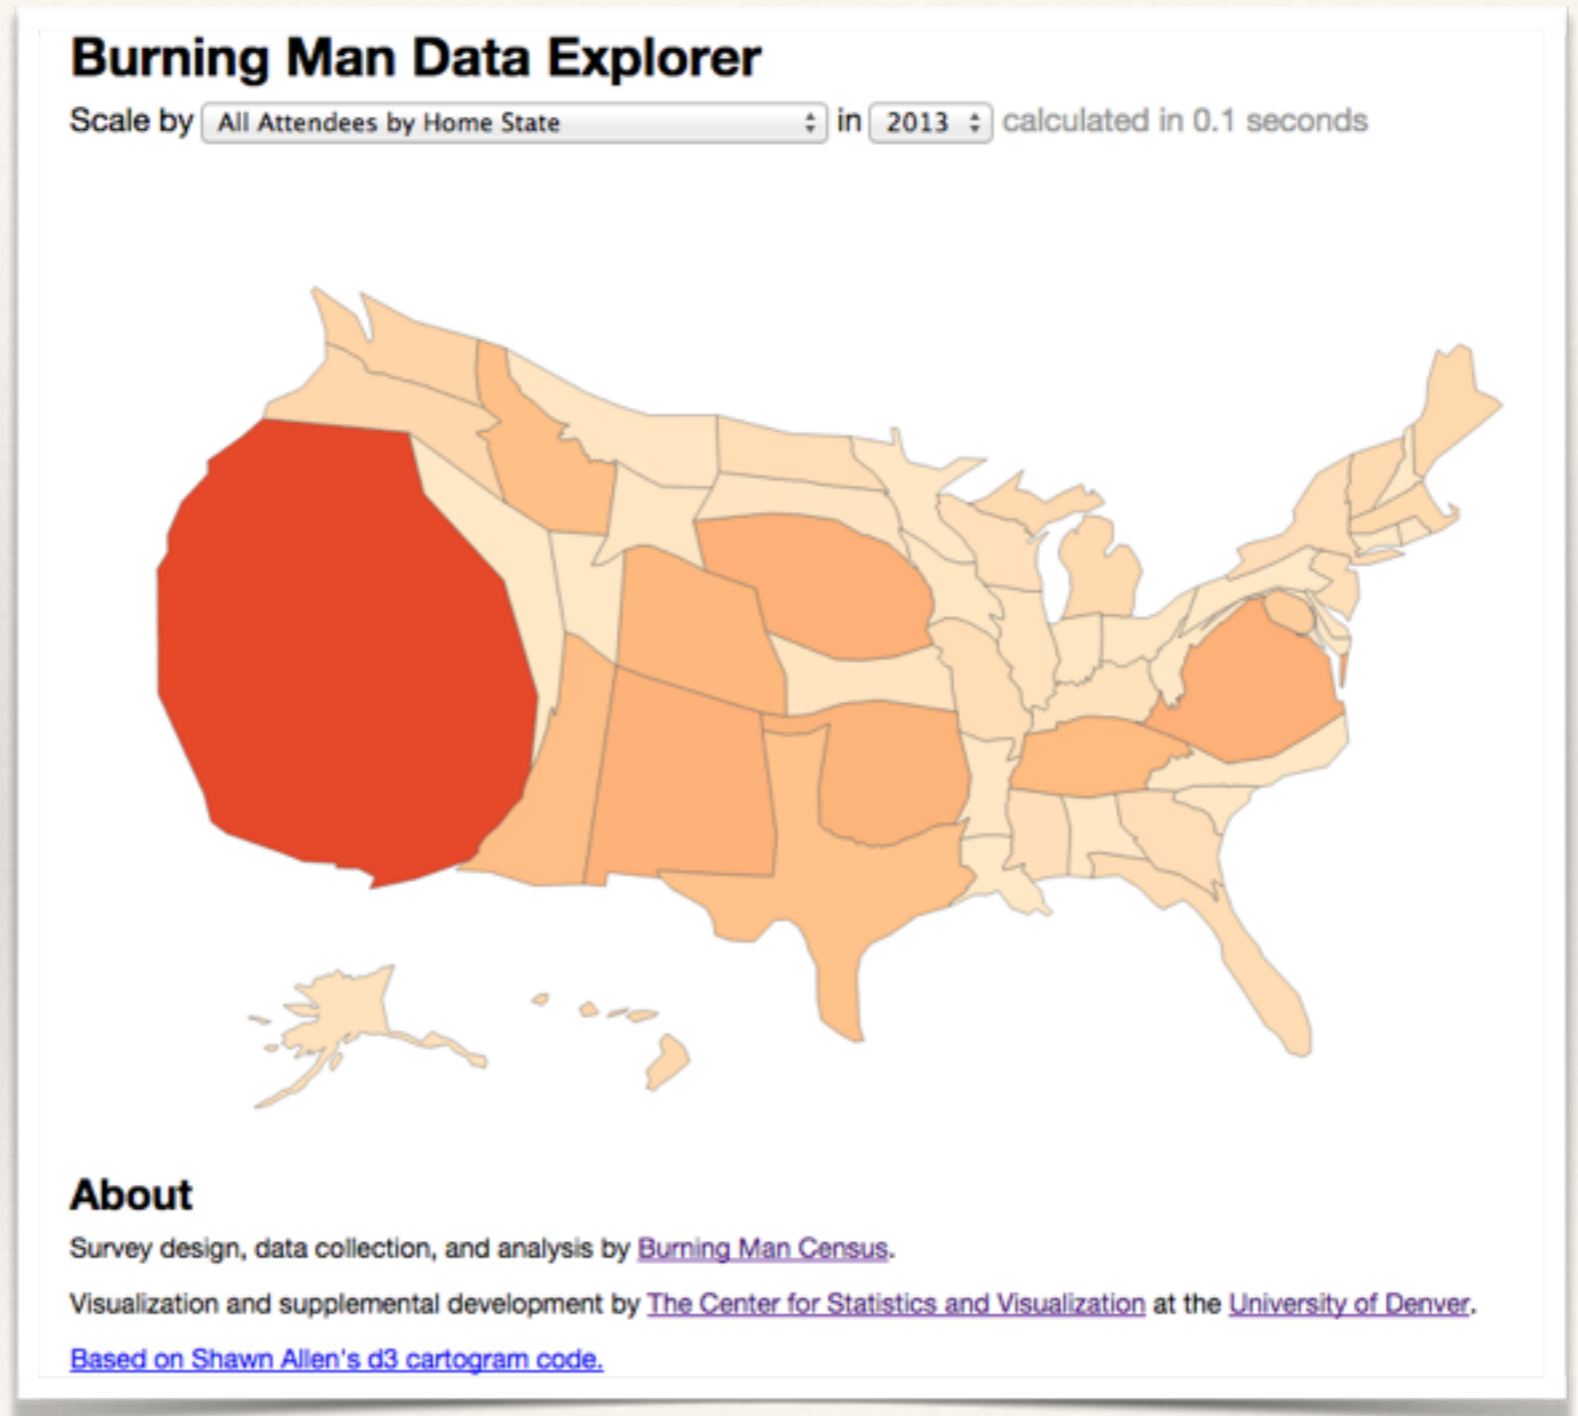 Burning Man Data Explorer
Scale by All Attendees by Home State in 2013 calculated in 0.1 seconds
About
Survey design, data collection, and analysis by Burning Man Census.
Visualization and supplemental development by The Center for Statistics and Visualization at the University of Denver.
Based on Shawn Allen's d3 cartogram code.